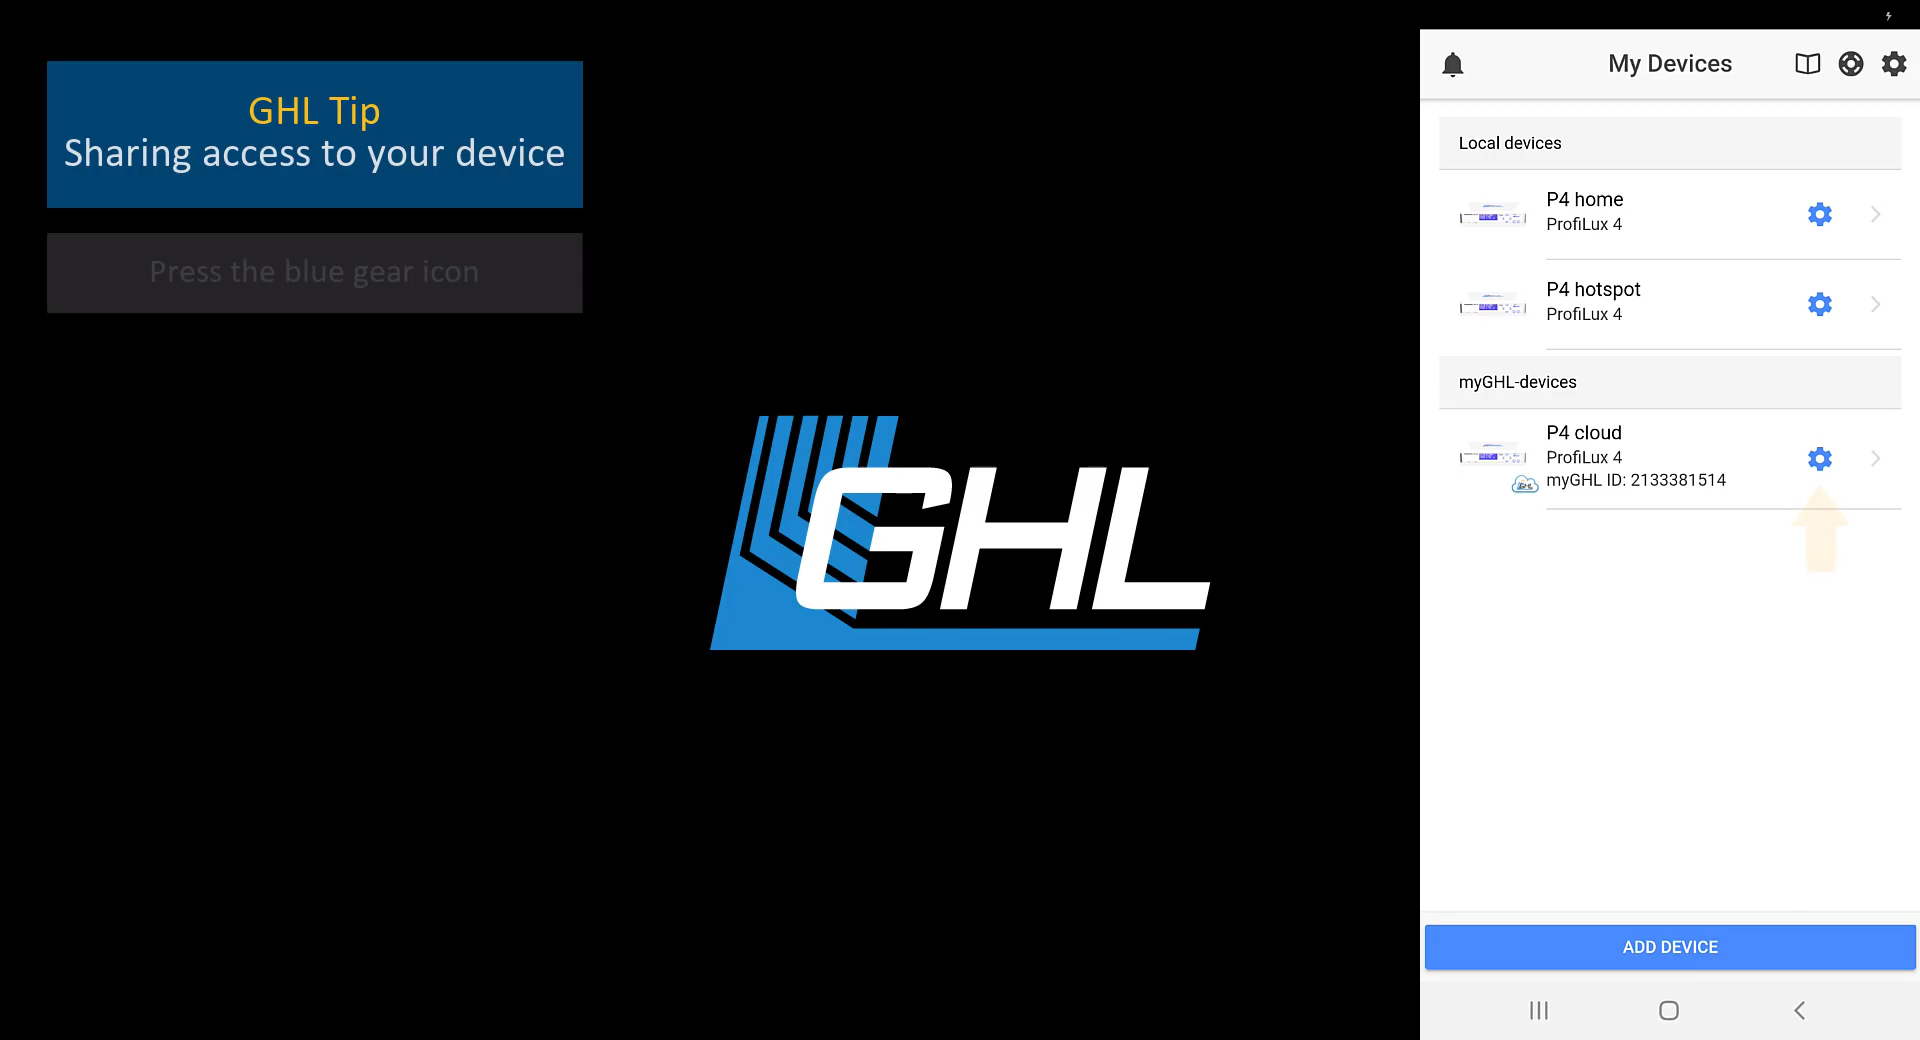 GHL Tip
Sharing access to your device
Press the blue gear icon
GHL
My Devices
Local devices
P4 home
ProfiLux 4
P4 hotspot
ProfiLux 4
myGHL-devices
P4 cloud
ProfiLux 4
myGHL ID: 2133381514
ADD DEVICE